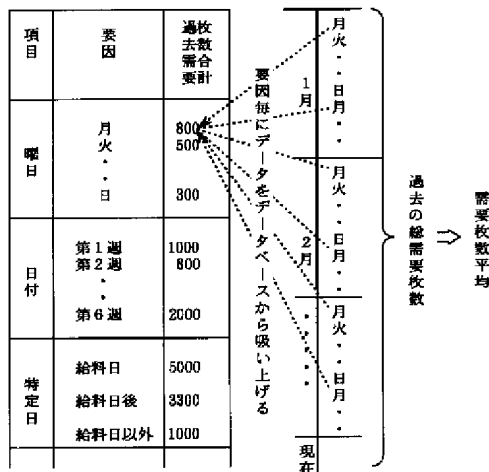 項目
要因
過去需要枚数合計
曜日
月 800
火 500
・
・
日 300
日付
第1週 1000
第2週 800
・
・
第6週 2000
特定日
給料日 5000
給料日後 3300
給料日以外 1000
要因毎にデータをデータベースから吸い上げる
1月
月火・・日月・・
2月
月火・・日月・・
・・・・
月火・・日月・・
現在
過去の総需要枚数
⇒
需要枚数平均